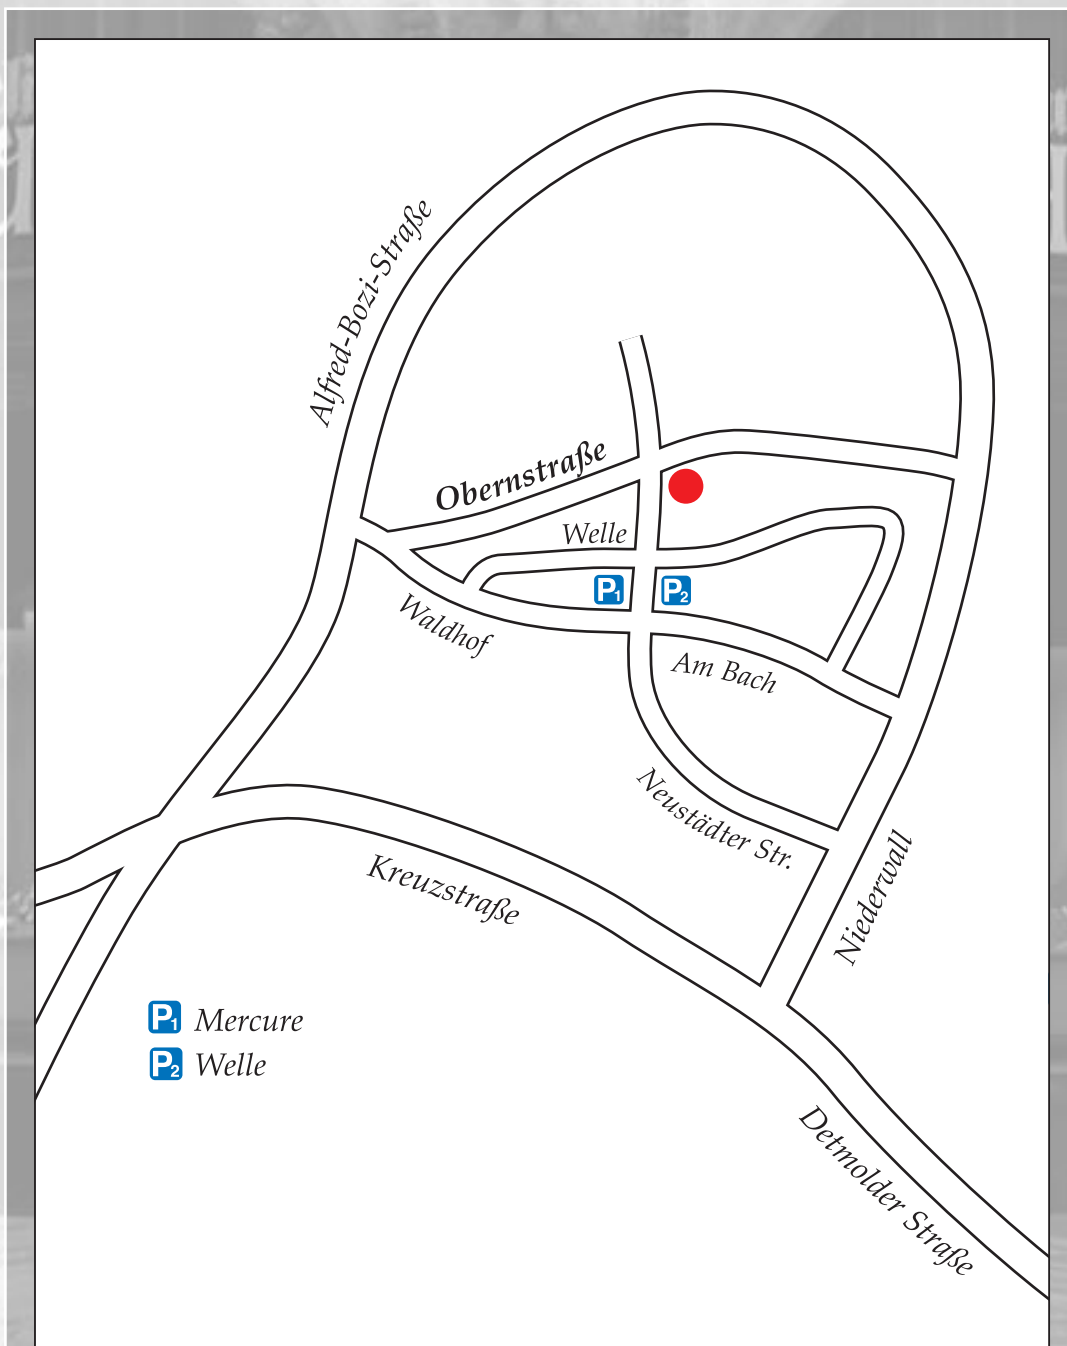 Alfred-Bozi-Straße
Obernstraße
Welle
P1
P2
Waldhof
Am Bach
Neustädter Str.
Niederwall
Kreuzstraße
P1 Mercure
P2 Welle
Detmolder Straße